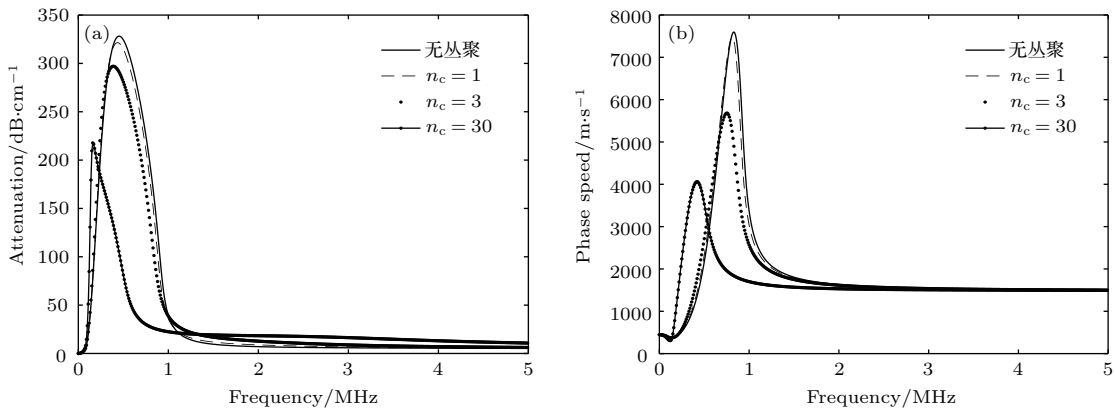 (a)
无丛聚
n_c = 1
n_c = 3
n_c = 30
350
300
250
200
150
100
50
0
Attenuation/dB·cm⁻¹
0 1 2 3 4 5
Frequency/MHz
(b)
无丛聚
n_c = 1
n_c = 3
n_c = 30
8000
7000
6000
5000
4000
3000
2000
1000
0
Phase speed/m·s⁻¹
0 1 2 3 4 5
Frequency/MHz